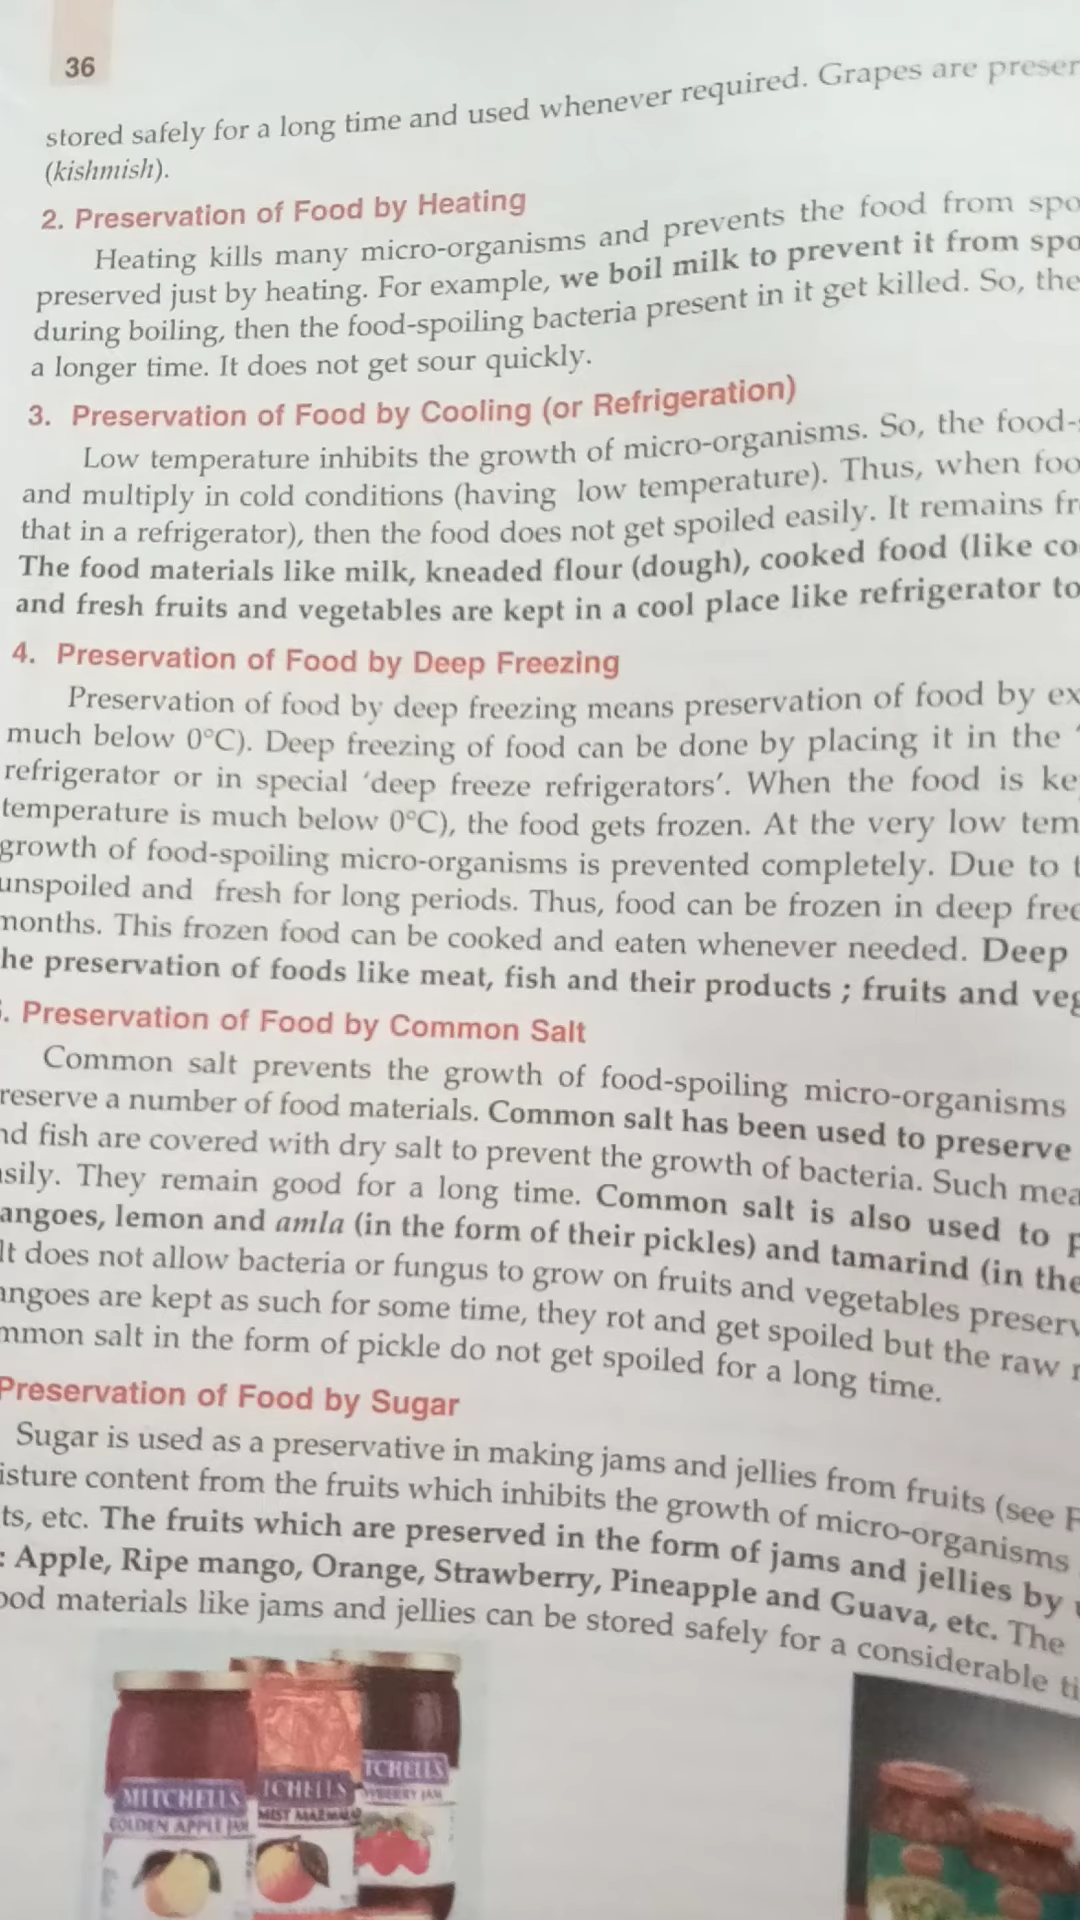 36
stored safely for a long time and used whenever required. Grapes are preser
(kishmish).
2. Preservation of Food by Heating
Heating kills many micro-organisms and prevents the food from spo
preserved just by heating. For example, we boil milk to prevent it from spo
during boiling, then the food-spoiling bacteria present in it get killed. So, the
a longer time. It does not get sour quickly.
3. Preservation of Food by Cooling (or Refrigeration)
Low temperature inhibits the growth of micro-organisms. So, the food-
and multiply in cold conditions (having low temperature). Thus, when foo
that in a refrigerator), then the food does not get spoiled easily. It remains fr
The food materials like milk, kneaded flour (dough), cooked food (like co
and fresh fruits and vegetables are kept in a cool place like refrigerator to
4. Preservation of Food by Deep Freezing
Preservation of food by deep freezing means preservation of food by ex
much below 0°C). Deep freezing of food can be done by placing it in the
refrigerator or in special ‘deep freeze refrigerators’. When the food is ke
temperature is much below 0°C), the food gets frozen. At the very low tem
growth of food-spoiling micro-organisms is prevented completely. Due to t
unspoiled and fresh for long periods. Thus, food can be frozen in deep free
months. This frozen food can be cooked and eaten whenever needed. Deep
he preservation of foods like meat, fish and their products ; fruits and veg
. Preservation of Food by Common Salt
Common salt prevents the growth of food-spoiling micro-organisms
reserve a number of food materials. Common salt has been used to preserve
nd fish are covered with dry salt to prevent the growth of bacteria. Such mea
sily. They remain good for a long time. Common salt is also used to p
angoes, lemon and amla (in the form of their pickles) and tamarind (in the
lt does not allow bacteria or fungus to grow on fruits and vegetables preserv
angoes are kept as such for some time, they rot and get spoiled but the raw
mmon salt in the form of pickle do not get spoiled for a long time.
Preservation of Food by Sugar
Sugar is used as a preservative in making jams and jellies from fruits (see F
isture content from the fruits which inhibits the growth of micro-organisms
ts, etc. The fruits which are preserved in the form of jams and jellies by
: Apple, Ripe mango, Orange, Strawberry, Pineapple and Guava, etc. The
ood materials like jams and jellies can be stored safely for a considerable ti
MITCHELLS
GOLDEN APPLE JAM
TCHELLS
TCHELLS